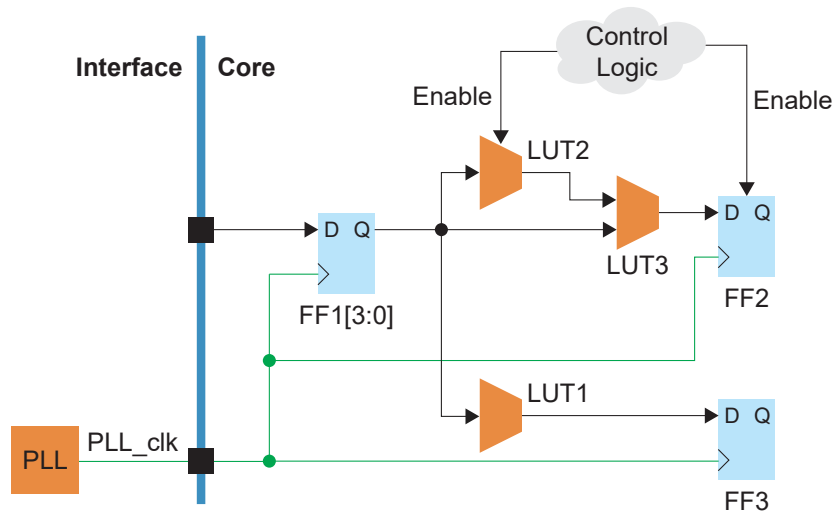 Control
Logic
Interface
Core
Enable
Enable
LUT2
D Q
D Q
LUT3
FF1[3:0]
FF2
LUT1
D Q
PLL_clk
PLL
FF3